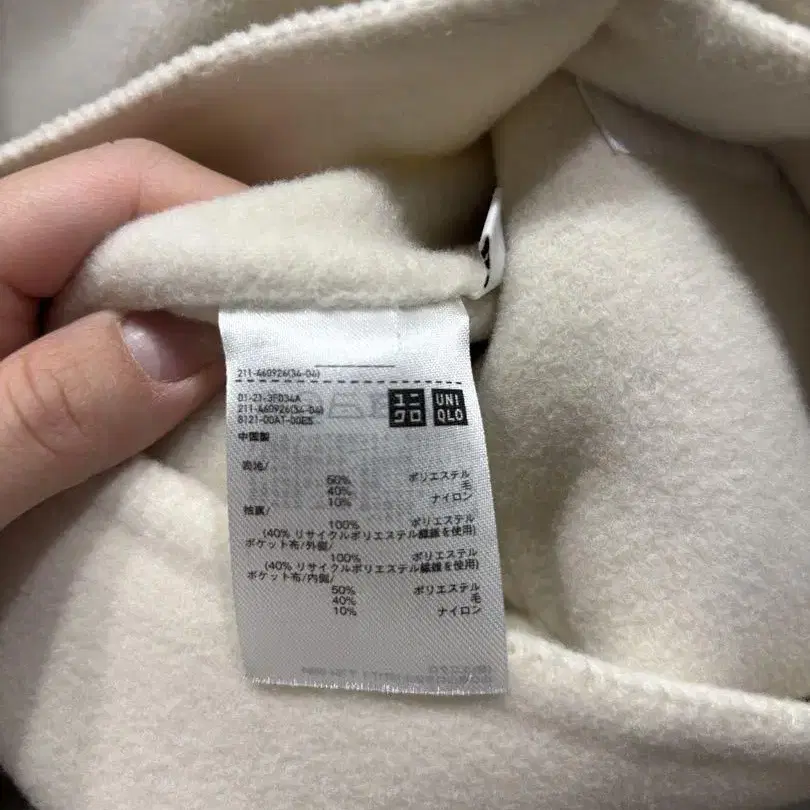 211-460926(34-04)
01-21-3F034A
211-460926(34-04)
8121-00AT-00E5
ユニクロ
UNIQLO
中国製
表地/
50% ポリエステル
40% 毛
10% ナイロン
袖裏/
100% ポリエステル
(40% リサイクルポリエステル繊維を使用)
ポケット布/外側/
100% ポリエステル
(40% リサイクルポリエステル繊維を使用)
ポケット布/内側/
50% ポリエステル
40% 毛
10% ナイロン